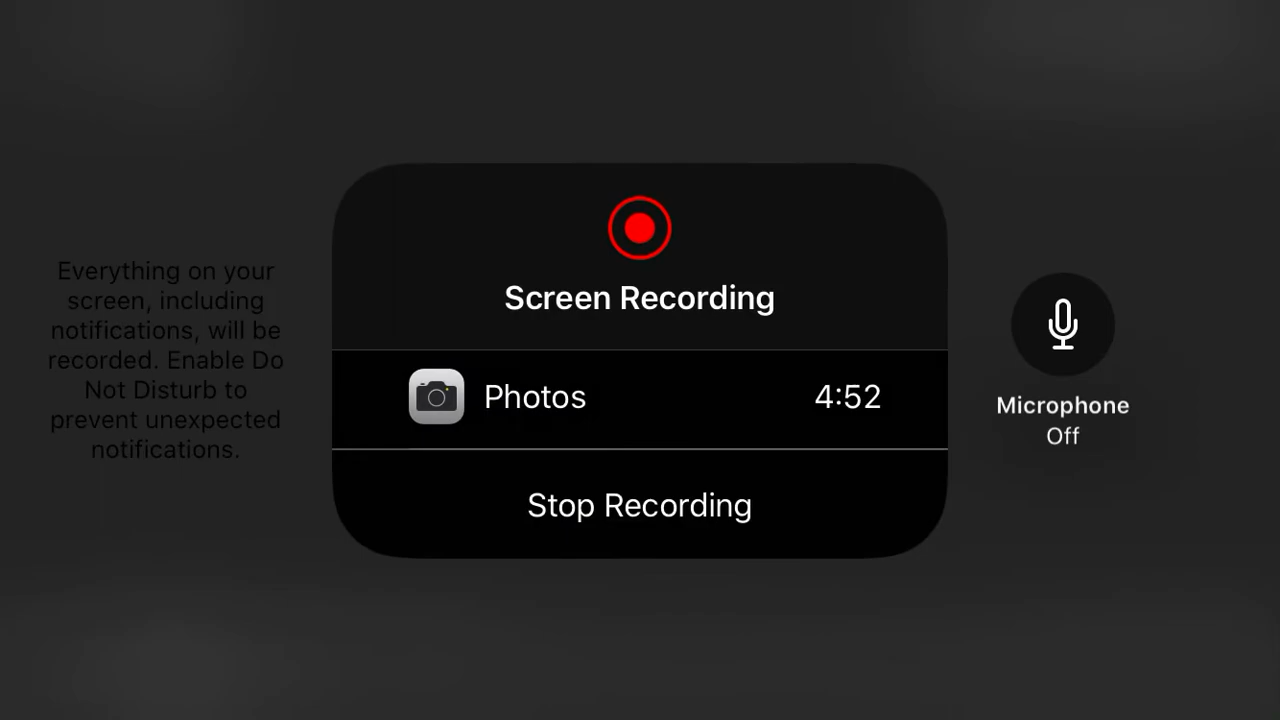 Everything on your
screen, including
notifications, will be
recorded. Enable Do
Not Disturb to
prevent unexpected
notifications.
Screen Recording
Photos 4:52
Stop Recording
Microphone
Off